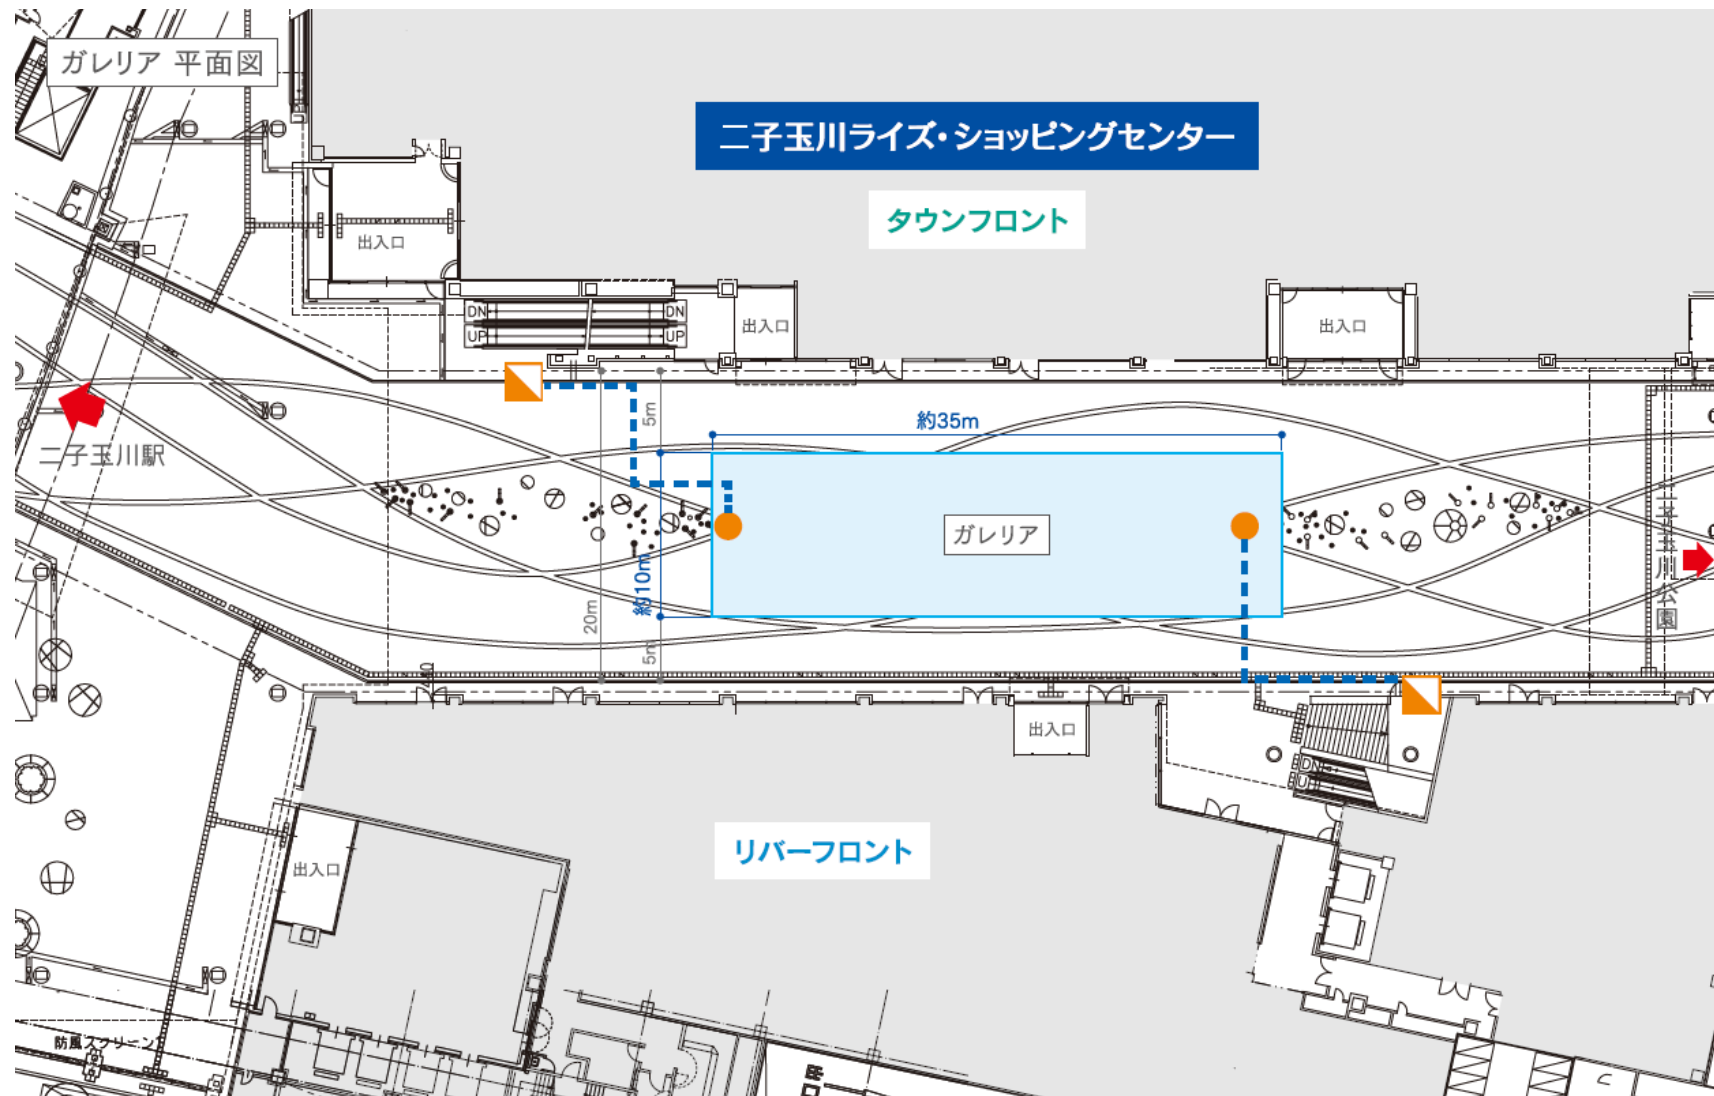 ガレリア 平面図
二子玉川ライズ・ショッピングセンター
タウンフロント
出入口
DN
DN
UP
UP
出入口
出入口
二子玉川駅
5m
約35m
約10m
20m
5m
ガレリア
二子玉川公園
出入口
DN
リバーフロント
出入口
防風スクリーン